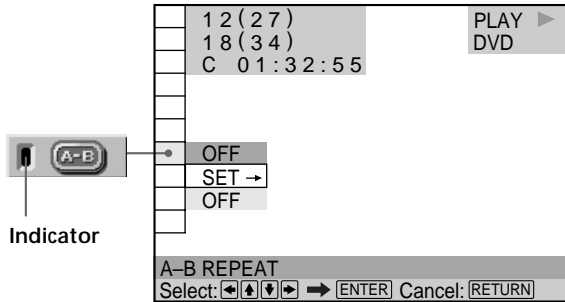 12(27)
18(34)
C 01:32:55
PLAY ▶
DVD
A-B
OFF
SET →
OFF
Indicator
A–B REPEAT
Select: ← ↑ ↓ → ➡ ENTER Cancel: RETURN